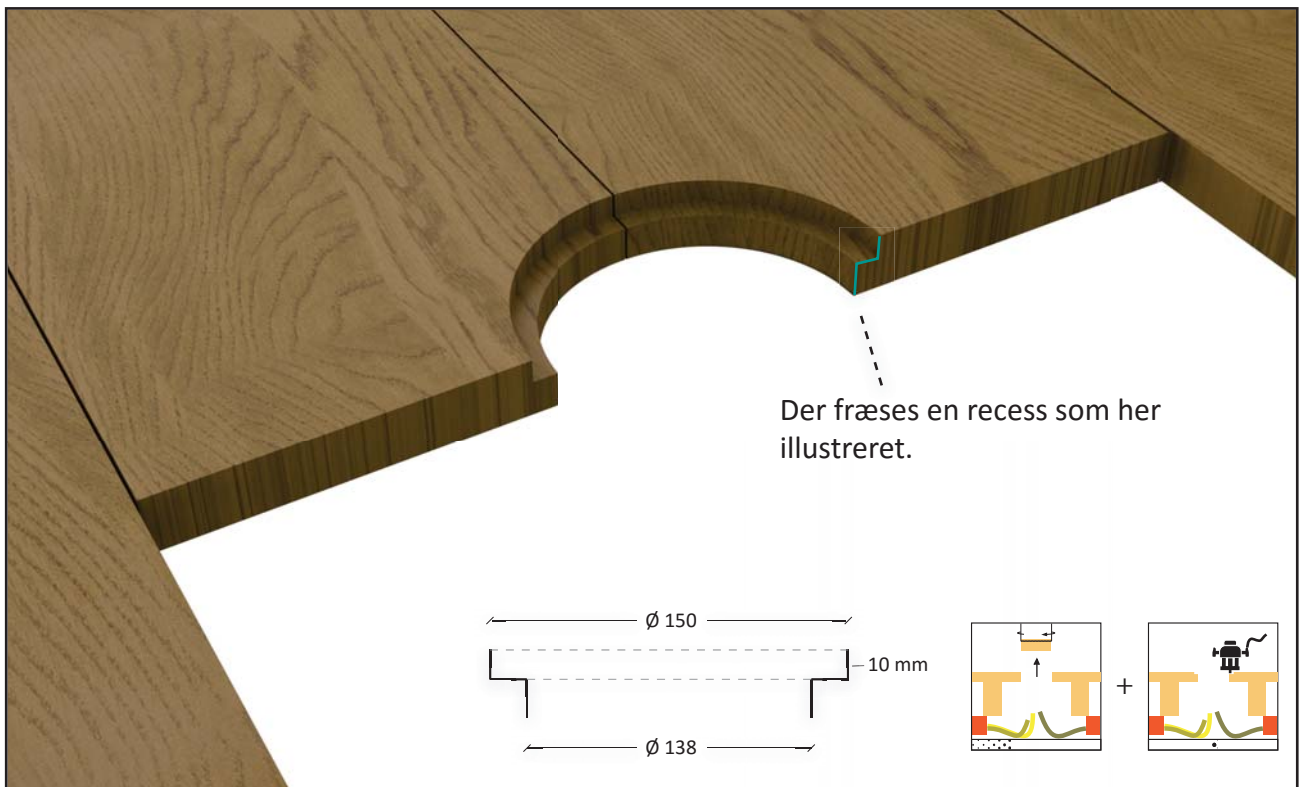 Der fræses en recess som her
illustreret.
Ø 150
10 mm
Ø 138
+